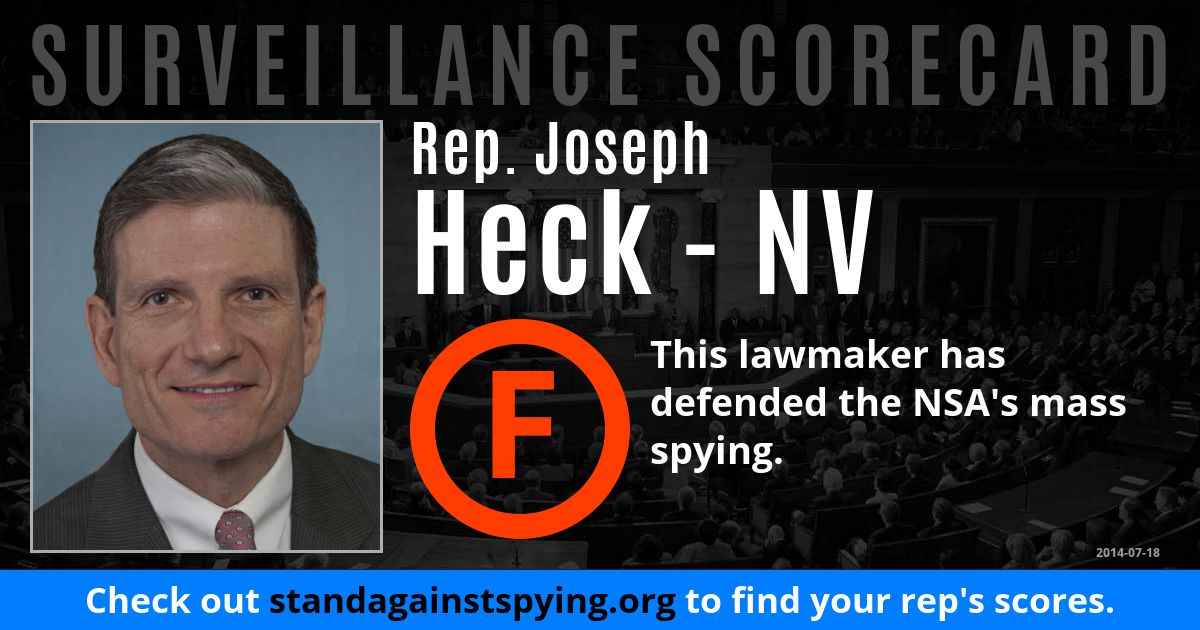 SURVEILLANCE SCORECARD
Rep. Joseph
Heck - NV
F
This lawmaker has
defended the NSA's mass
spying.
2014-07-18
Check out standagainstspying.org to find your rep's scores.